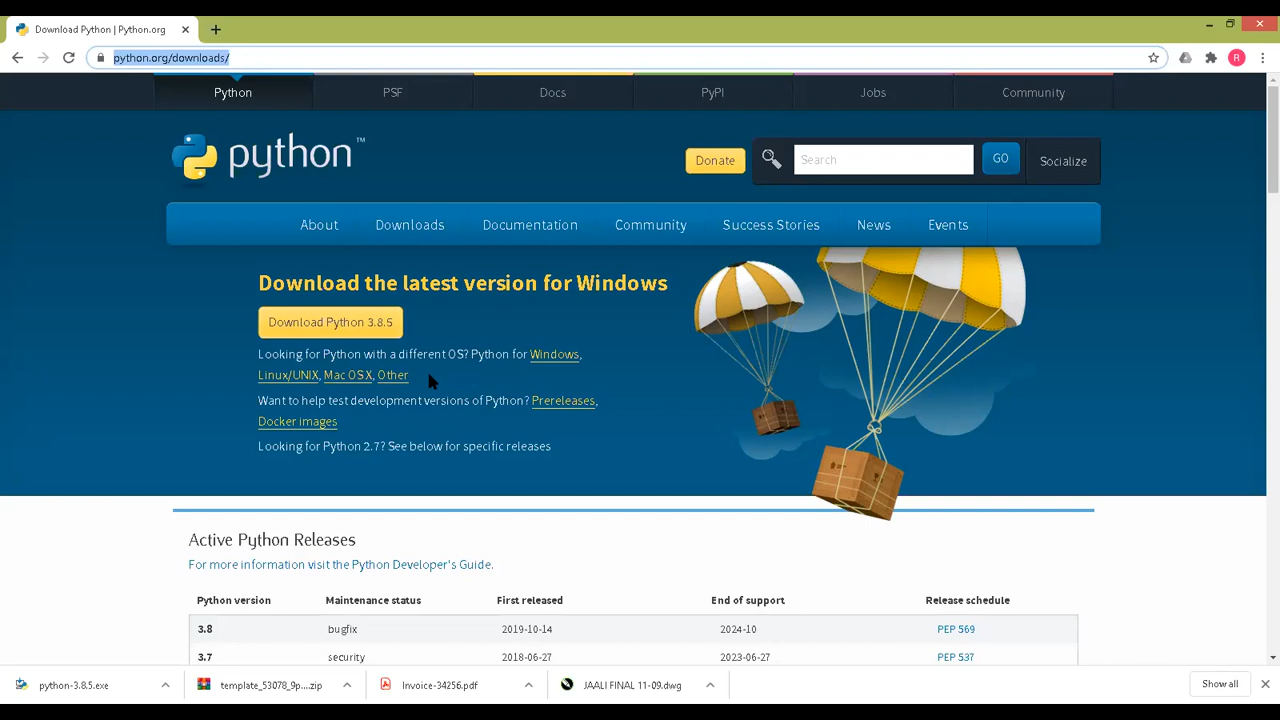 Download Python | Python.org
python.org/downloads/
R
Python PSF Docs PyPI Jobs Community
python™
Donate Search GO Socialize
About Downloads Documentation Community Success Stories News Events
Download the latest version for Windows
Download Python 3.8.5
Looking for Python with a different OS? Python for Windows,
Linux/UNIX, Mac OS X, Other
Want to help test development versions of Python? Prereleases,
Docker images
Looking for Python 2.7? See below for specific releases
Active Python Releases
For more information visit the Python Developer's Guide.
Python version Maintenance status First released End of support Release schedule
3.8 bugfix 2019-10-14 2024-10 PEP 569
3.7 security 2018-06-27 2023-06-27 PEP 537
python-3.8.5.exe template_53078_9p....zip Invoice-34256.pdf JAALI FINAL 11-09.dwg Show all